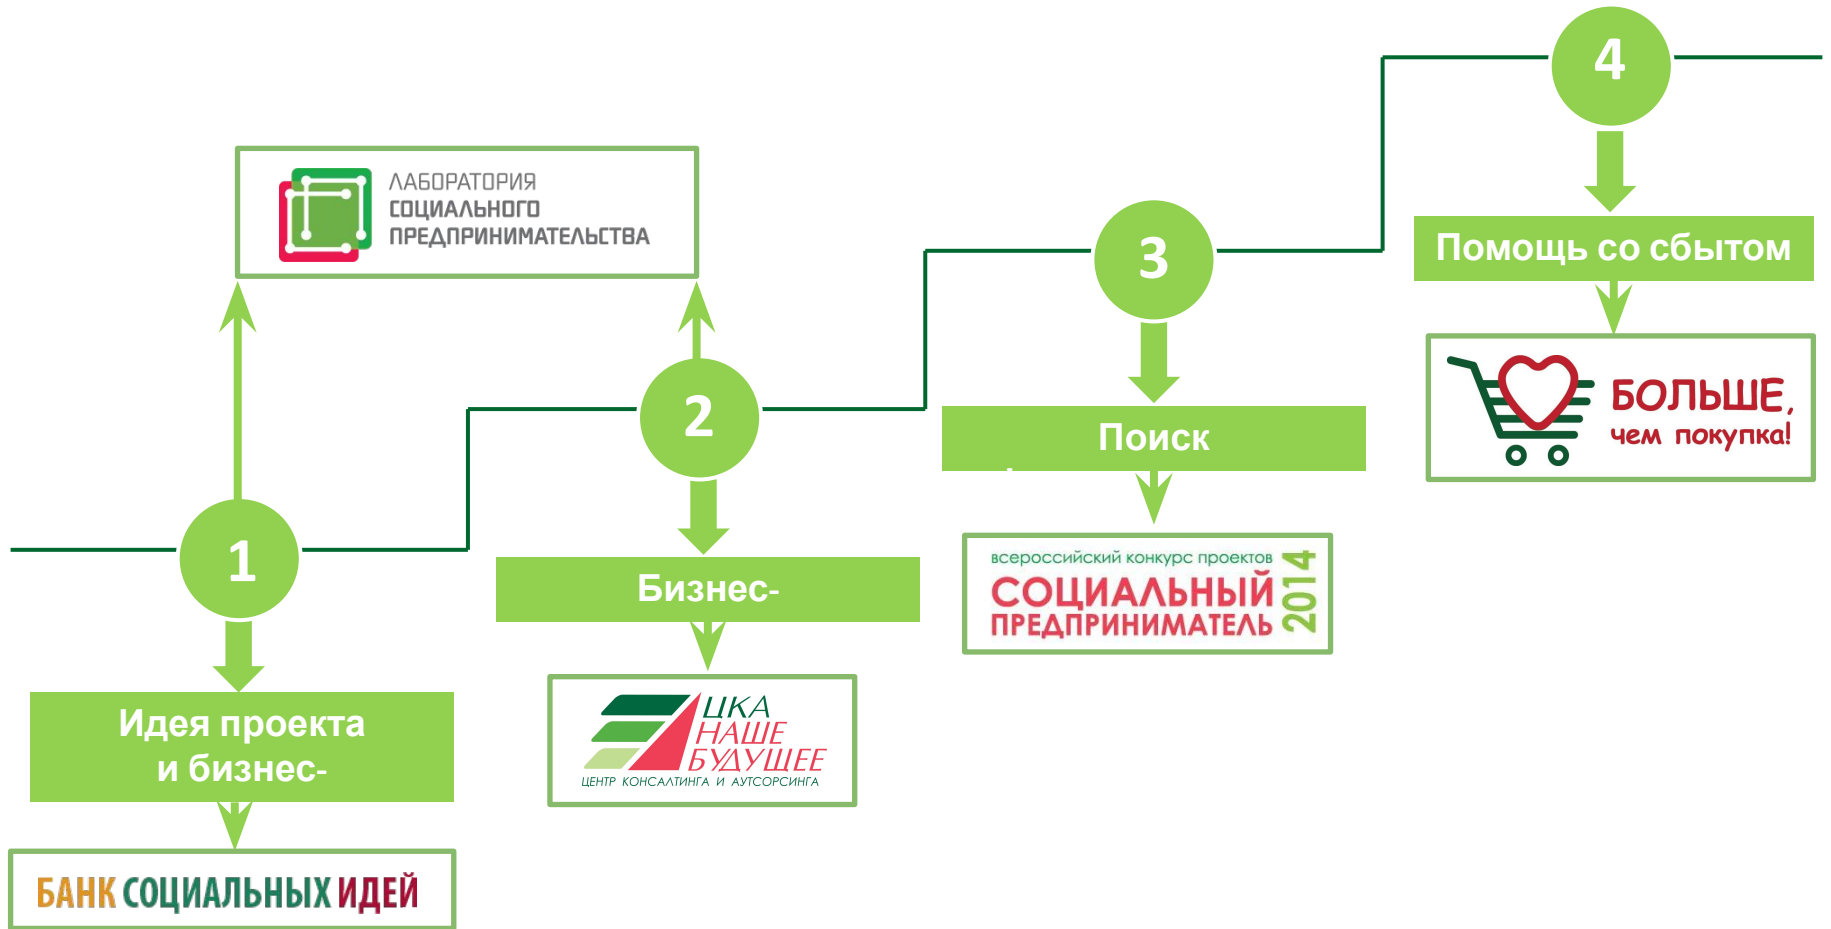 4
Помощь со сбытом
БОЛЬШЕ,
чем покупка!
ЛАБОРАТОРИЯ
СОЦИАЛЬНОГО
ПРЕДПРИНИМАТЕЛЬСТВА
3
Поиск
всероссийский конкурс проектов
СОЦИАЛЬНЫЙ
ПРЕДПРИНИМАТЕЛЬ
2014
2
Бизнес-
ЦКА
НАШЕ
БУДУЩЕЕ
ЦЕНТР КОНСАЛТИНГА И АУТСОРСИНГА
1
Идея проекта
и бизнес-
БАНК СОЦИАЛЬНЫХ ИДЕЙ